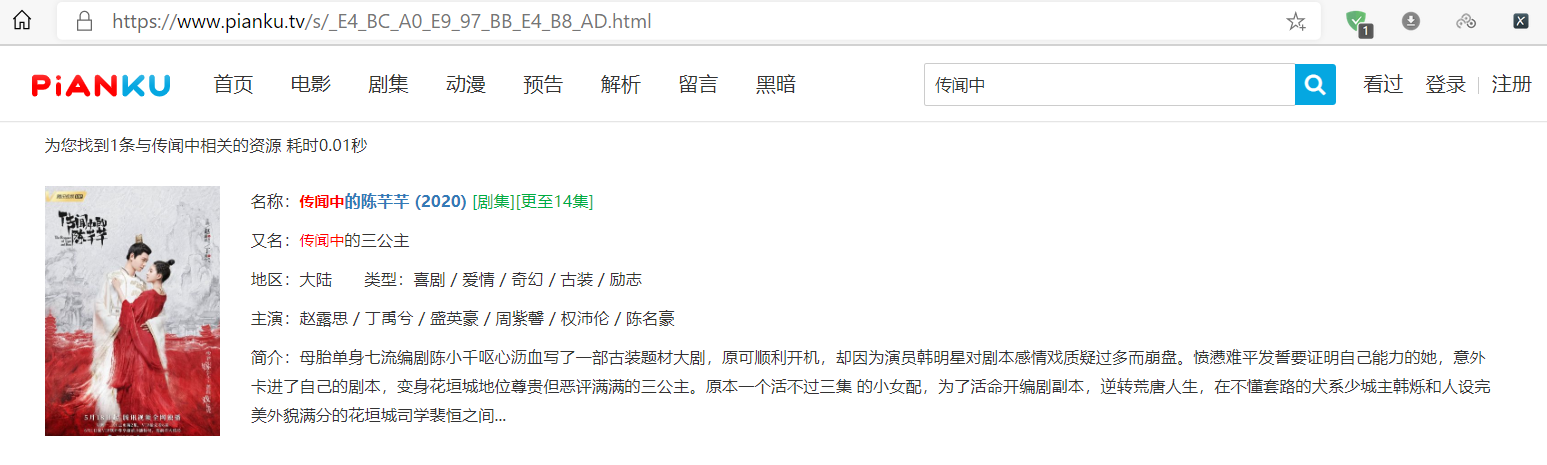 https://www.pianku.tv/s/_E4_BC_A0_E9_97_BB_E4_B8_AD.html
1
PiANKU 首页 电影 剧集 动漫 预告 解析 留言 黑暗 传闻中 看过 登录 | 注册
为您找到1条与传闻中相关的资源 耗时0.01秒
传闻中的陈芊芊
名称：传闻中的陈芊芊 (2020) [剧集][更至14集]
又名：传闻中的三公主
地区：大陆 类型：喜剧 / 爱情 / 奇幻 / 古装 / 励志
主演：赵露思 / 丁禹兮 / 盛英豪 / 周紫馨 / 权沛伦 / 陈名豪
简介：母胎单身七流编剧陈小千呕心沥血写了一部古装题材大剧，原可顺利开机，却因为演员韩明星对剧本感情戏质疑过多而崩盘。愤懑难平发誓要证明自己能力的她，意外
卡进了自己的剧本，变身花垣城地位尊贵但恶评满满的三公主。原本一个活不过三集 的小女配，为了活命开编剧副本，逆转荒唐人生，在不懂套路的犬系少城主韩烁和人设完
美外貌满分的花垣城司学裴恒之间...